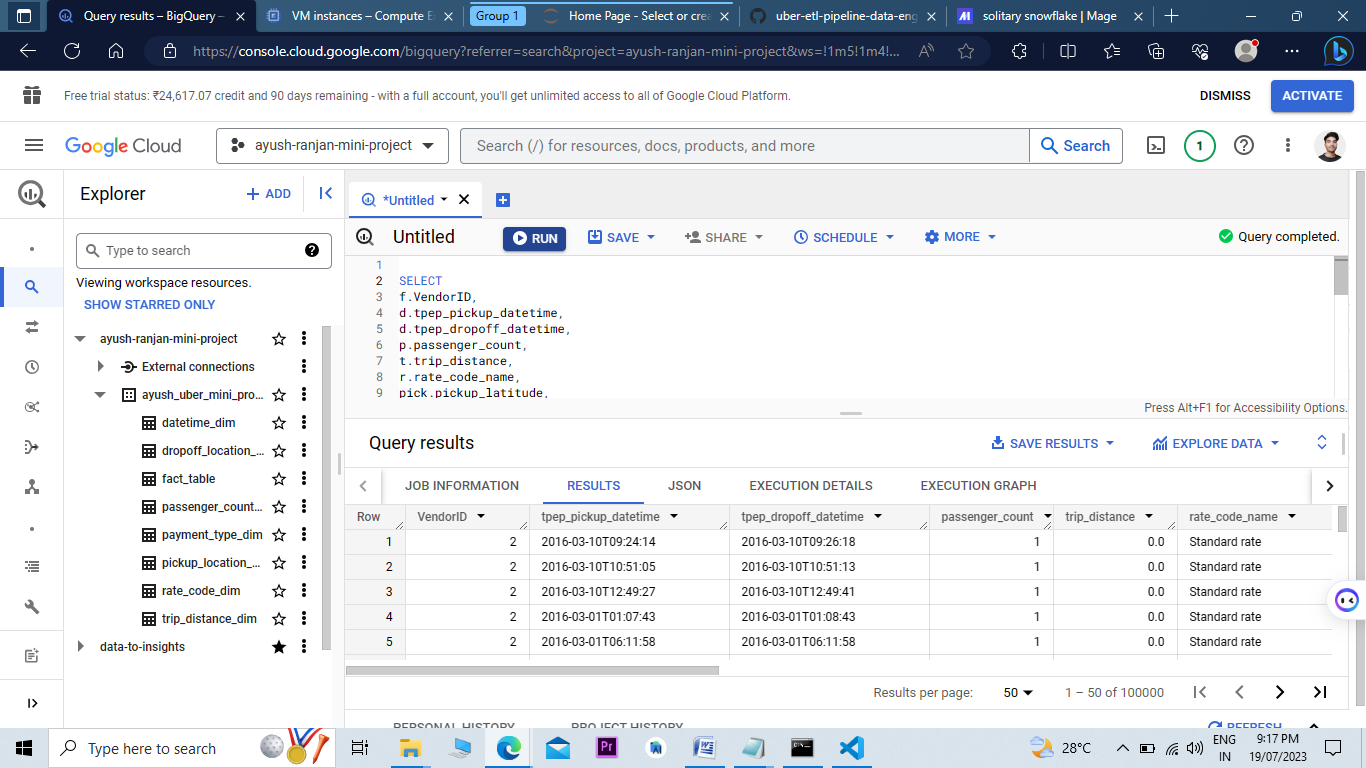 Query results – BigQuery –
VM instances – Compute E
Group 1
Home Page - Select or crea
uber-etl-pipeline-data-eng
solitary snowflake | Mage
https://console.cloud.google.com/bigquery?referrer=search&project=ayush-ranjan-mini-project&ws=!1m5!1m4!...
Free trial status: ₹24,617.07 credit and 90 days remaining - with a full account, you'll get unlimited access to all of Google Cloud Platform.
DISMISS
ACTIVATE
Google Cloud
ayush-ranjan-mini-project
Search (/) for resources, docs, products, and more
Search
1
Explorer
+ ADD
Type to search
Viewing workspace resources.
SHOW STARRED ONLY
ayush-ranjan-mini-project
External connections
ayush_uber_mini_pro...
datetime_dim
dropoff_location_...
fact_table
passenger_count...
payment_type_dim
pickup_location_...
rate_code_dim
trip_distance_dim
data-to-insights
*Untitled
Untitled
RUN
SAVE
SHARE
SCHEDULE
MORE
Query completed.
1
2 SELECT
3 f.VendorID,
4 d.tpep_pickup_datetime,
5 d.tpep_dropoff_datetime,
6 p.passenger_count,
7 t.trip_distance,
8 r.rate_code_name,
9 pick.pickup_latitude,
Press Alt+F1 for Accessibility Options.
Query results
SAVE RESULTS
EXPLORE DATA
JOB INFORMATION RESULTS JSON EXECUTION DETAILS EXECUTION GRAPH
Row VendorID tpep_pickup_datetime tpep_dropoff_datetime passenger_count trip_distance rate_code_name
1 2 2016-03-10T09:24:14 2016-03-10T09:26:18 1 0.0 Standard rate
2 2 2016-03-10T10:51:05 2016-03-10T10:51:13 1 0.0 Standard rate
3 2 2016-03-10T12:49:27 2016-03-10T12:49:41 1 0.0 Standard rate
4 2 2016-03-01T01:07:43 2016-03-01T01:08:43 1 0.0 Standard rate
5 2 2016-03-01T06:11:58 2016-03-01T06:11:58 1 0.0 Standard rate
Results per page: 50 1 – 50 of 100000
PERSONAL HISTORY PROJECT HISTORY REFRESH
Type here to search
Pr
28°C
ENG
IN
9:17 PM
19/07/2023